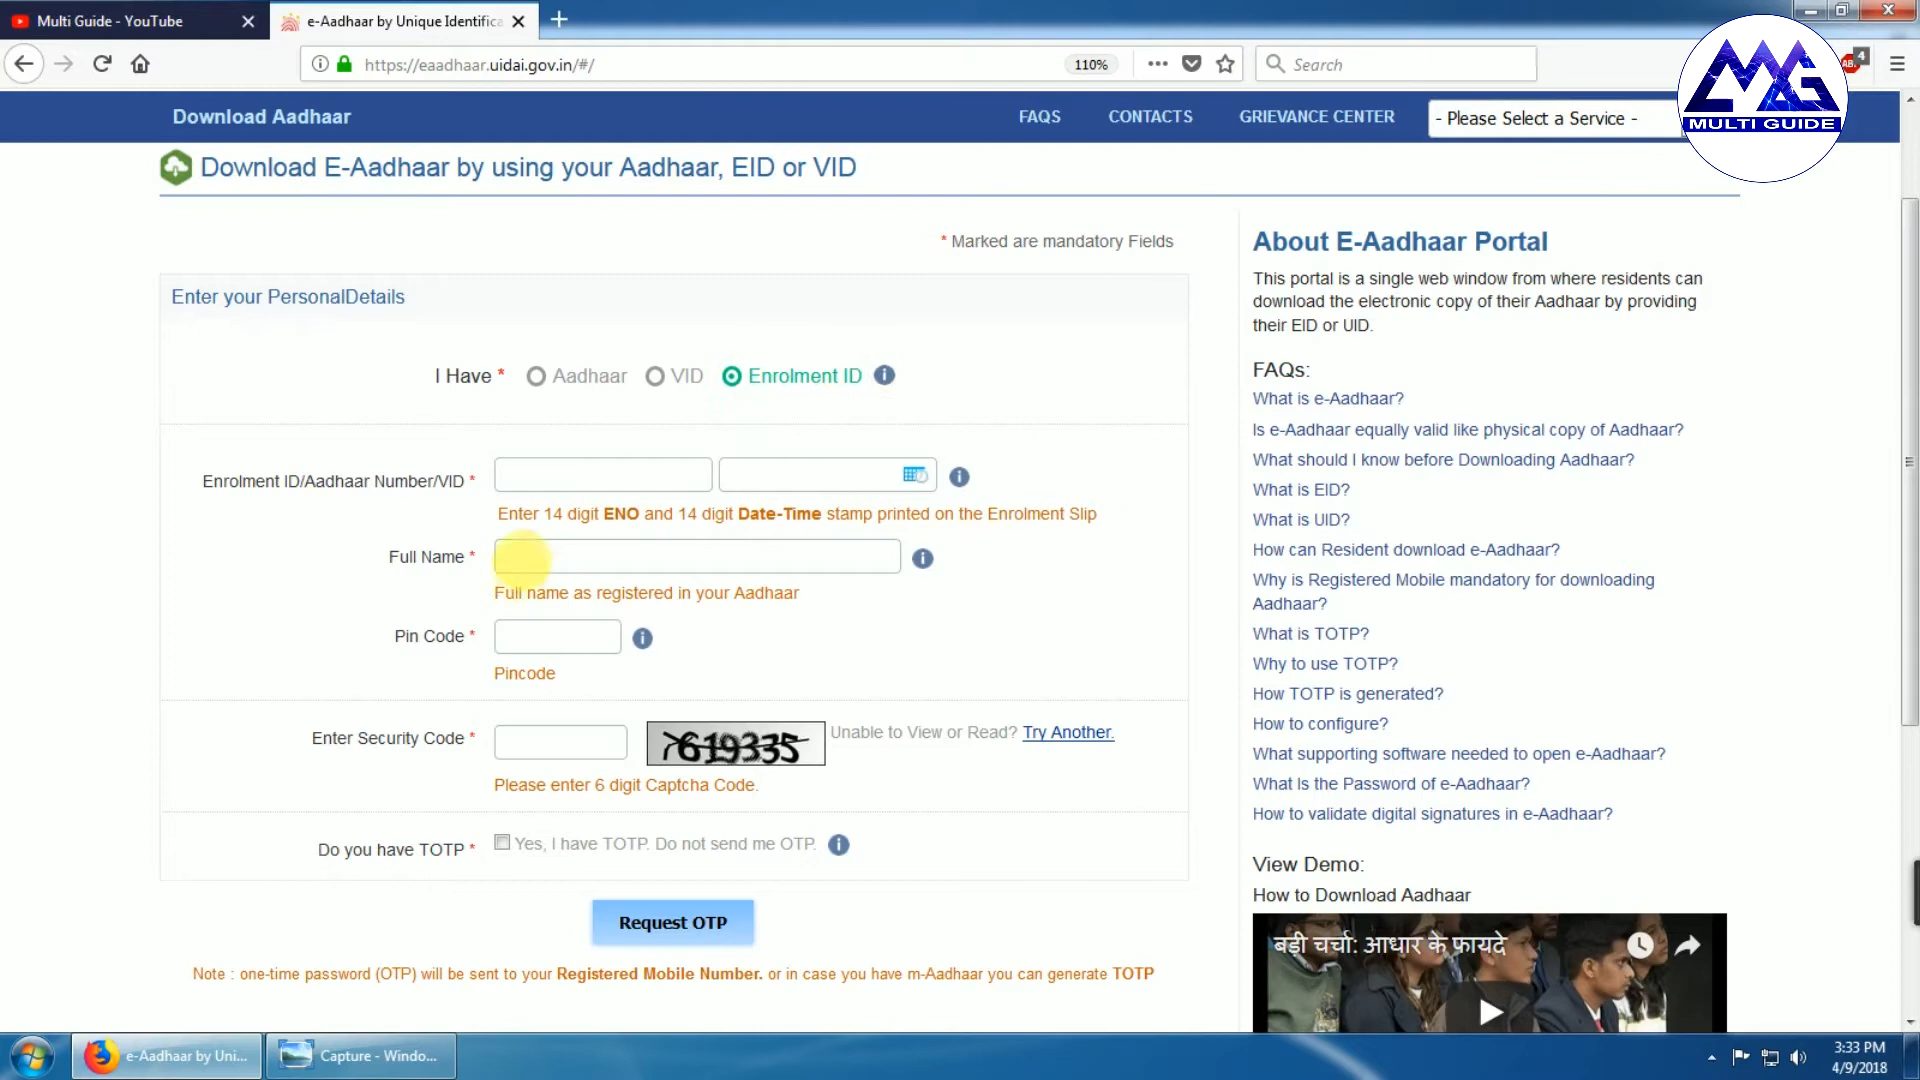 Multi Guide - YouTube
e-Aadhaar by Unique Identifica
https://eaadhaar.uidai.gov.in/#/
110%
Search
4
MG
MULTI GUIDE
Download Aadhaar
FAQS
CONTACTS
GRIEVANCE CENTER
- Please Select a Service -
Download E-Aadhaar by using your Aadhaar, EID or VID
* Marked are mandatory Fields
Enter your PersonalDetails
I Have * Aadhaar VID Enrolment ID
Enrolment ID/Aadhaar Number/VID *
Enter 14 digit ENO and 14 digit Date-Time stamp printed on the Enrolment Slip
Full Name *
Full name as registered in your Aadhaar
Pin Code *
Pincode
Enter Security Code *
619335
Unable to View or Read? Try Another.
Please enter 6 digit Captcha Code.
Do you have TOTP *
Yes, I have TOTP. Do not send me OTP.
Request OTP
Note : one-time password (OTP) will be sent to your Registered Mobile Number. or in case you have m-Aadhaar you can generate TOTP
About E-Aadhaar Portal
This portal is a single web window from where residents can
download the electronic copy of their Aadhaar by providing
their EID or UID.
FAQs:
What is e-Aadhaar?
Is e-Aadhaar equally valid like physical copy of Aadhaar?
What should I know before Downloading Aadhaar?
What is EID?
What is UID?
How can Resident download e-Aadhaar?
Why is Registered Mobile mandatory for downloading
Aadhaar?
What is TOTP?
Why to use TOTP?
How TOTP is generated?
How to configure?
What supporting software needed to open e-Aadhaar?
What Is the Password of e-Aadhaar?
How to validate digital signatures in e-Aadhaar?
View Demo:
How to Download Aadhaar
बड़ी चर्चा: आधार के फायदे
e-Aadhaar by Uni...
Capture - Windo...
3:33 PM
4/9/2018